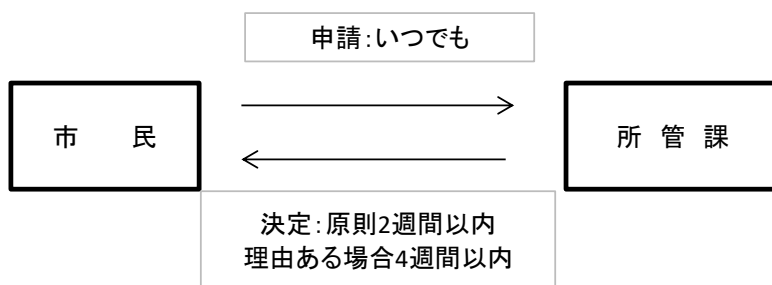 申請：いつでも
市　　民
所 管 課
決定：原則2週間以内
理由ある場合4週間以内